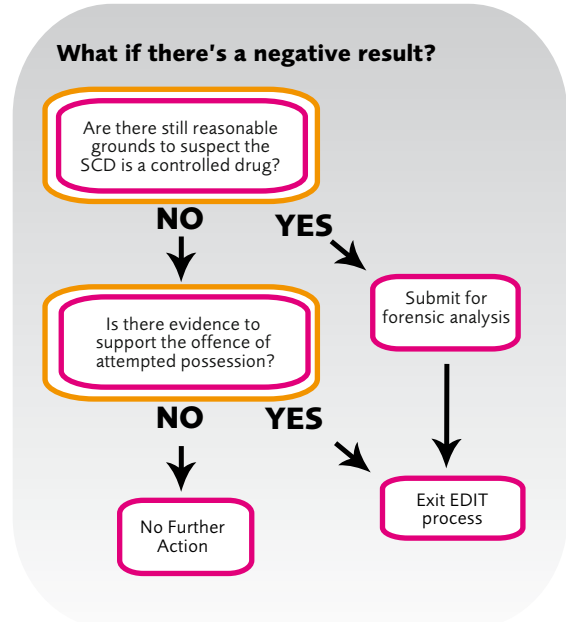 What if there's a negative result?
Are there still reasonable
grounds to suspect the
SCD is a controlled drug?
NO
YES
Submit for
forensic analysis
Is there evidence to
support the offence of
attempted possession?
NO
YES
Exit EDIT
process
No Further
Action